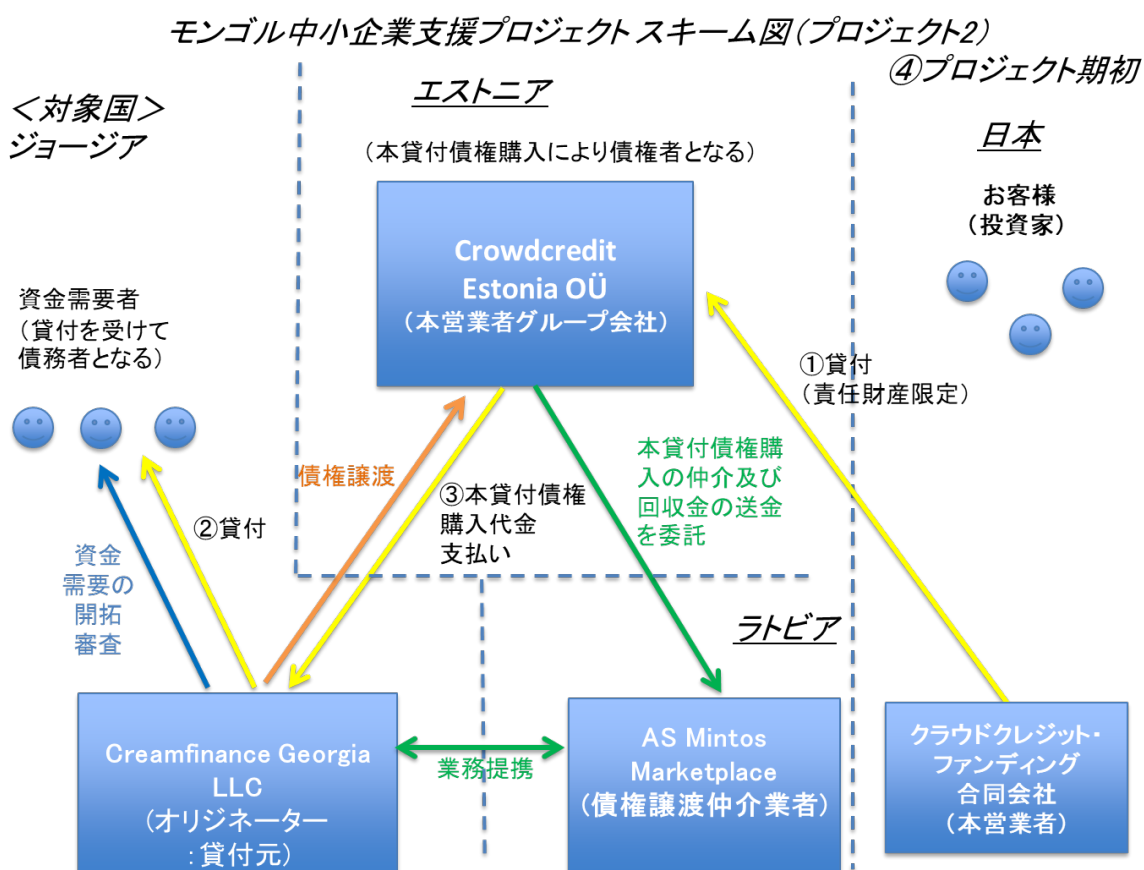 モンゴル中小企業支援プロジェクト スキーム図(プロジェクト2)
④プロジェクト期初
＜対象国＞
ジョージア
エストニア
日本
(本貸付債権購入により債権者となる)
お客様
(投資家)
Crowdcredit
Estonia OÜ
(本営業者グループ会社)
資金需要者
(貸付を受けて
債務者となる)
①貸付
(責任財産限定)
債権譲渡
③本貸付債権
購入代金
支払い
本貸付債権購
入の仲介及び
回収金の送金
を委託
②貸付
資金
需要の
開拓
審査
ラトビア
Creamfinance Georgia
LLC
(オリジネーター
：貸付元)
業務提携
AS Mintos
Marketplace
(債権譲渡仲介業者)
クラウドクレジット・
ファンディング
合同会社
(本営業者)